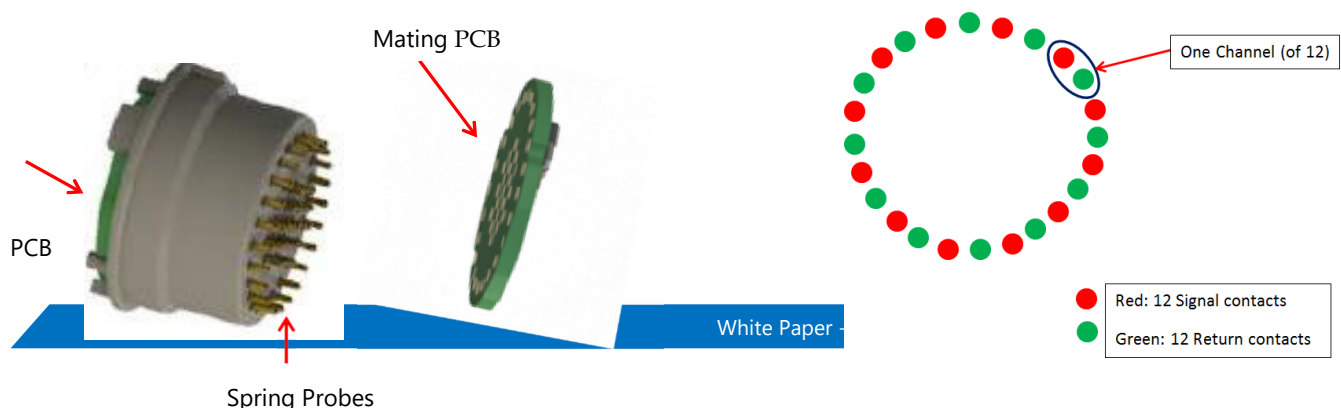 Mating PCB
One Channel (of 12)
PCB
White Paper -
Red: 12 Signal contacts
Green: 12 Return contacts
Spring Probes